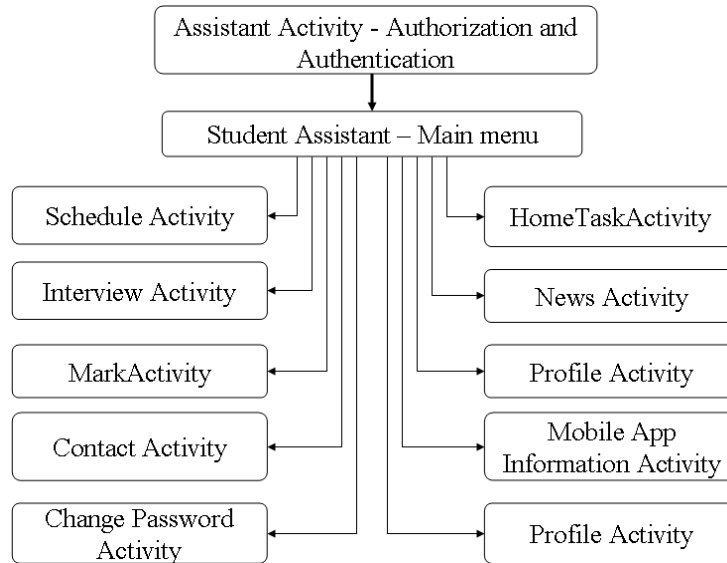 Assistant Activity - Authorization and
Authentication
Student Assistant – Main menu
Schedule Activity
HomeTaskActivity
Interview Activity
News Activity
MarkActivity
Profile Activity
Contact Activity
Mobile App
Information Activity
Change Password
Activity
Profile Activity